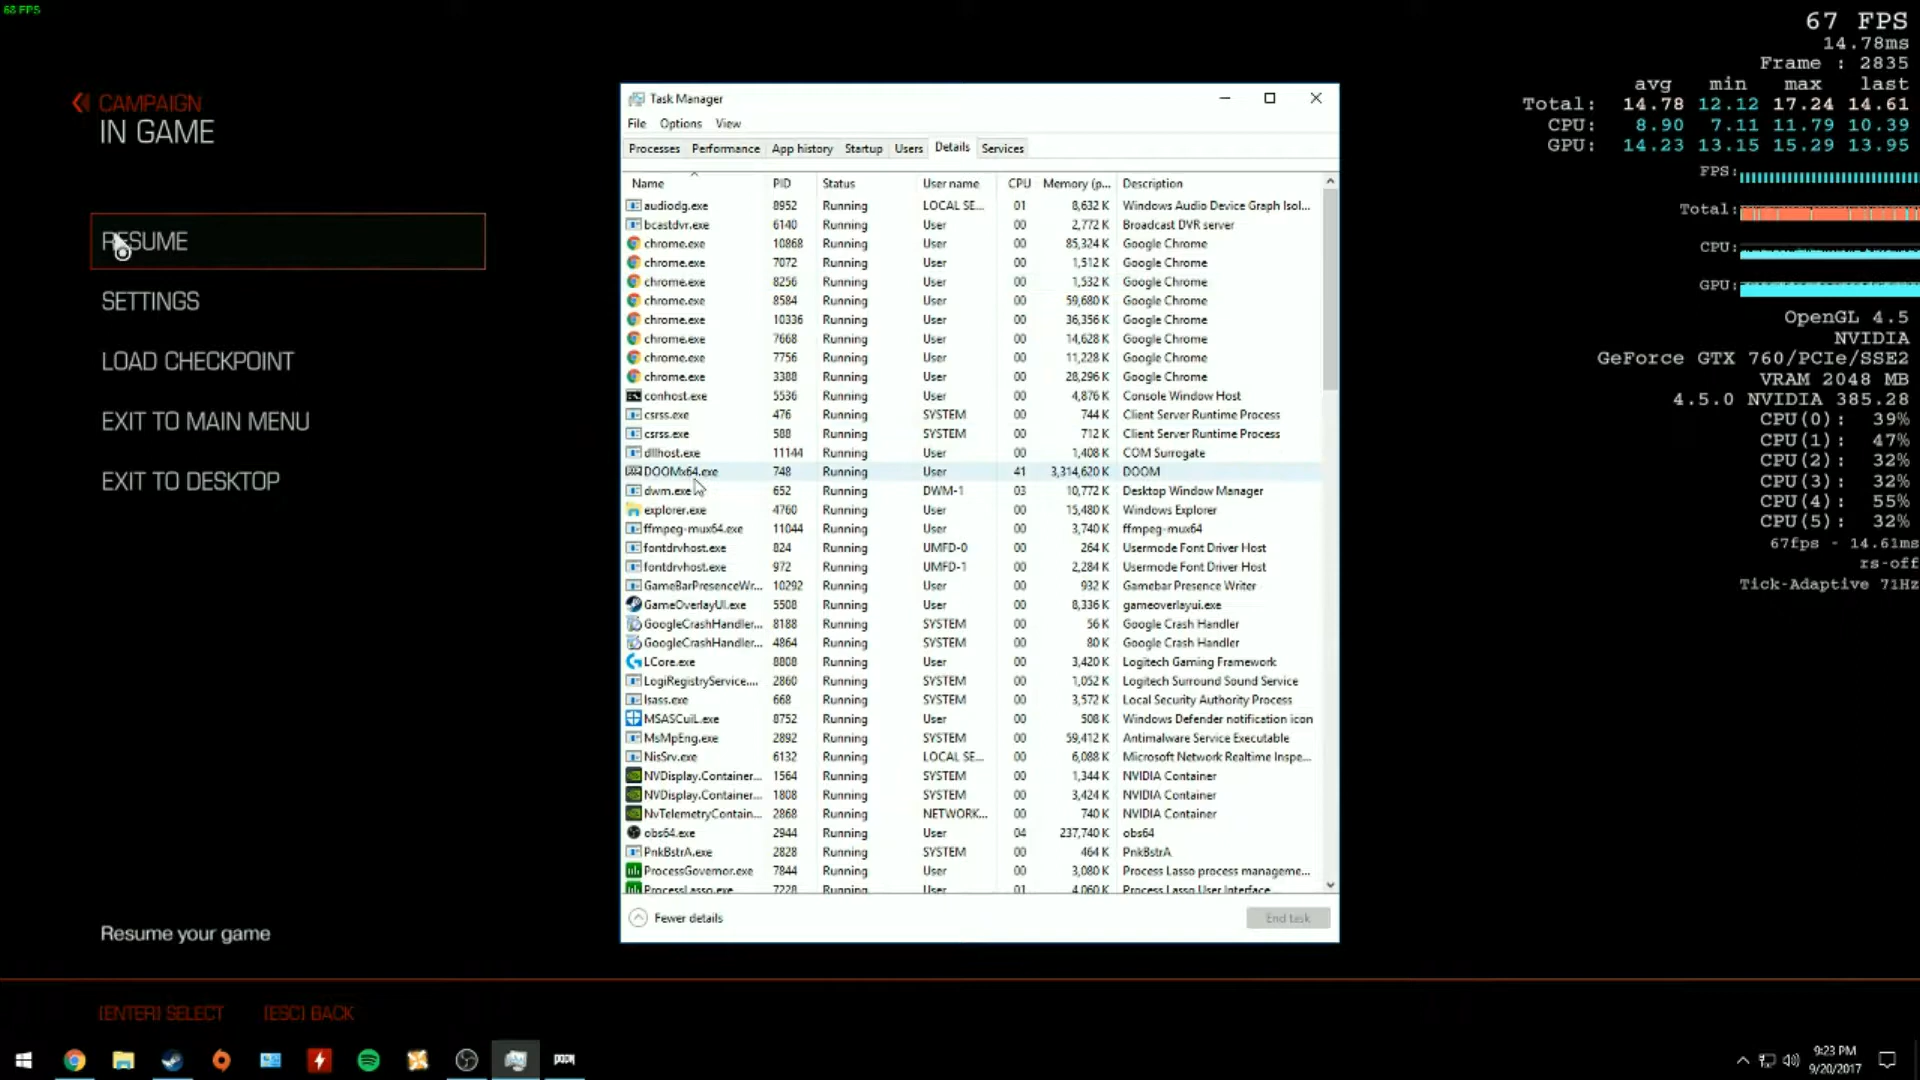 68 FPS
CAMPAIGN
IN GAME
RESUME
SETTINGS
LOAD CHECKPOINT
EXIT TO MAIN MENU
EXIT TO DESKTOP
Resume your game
[ENTER] SELECT [ESC] BACK
Task Manager
File Options View
Processes Performance App history Startup Users Details Services
Name PID Status User name CPU Memory (p... Description
audiodg.exe 8952 Running LOCAL SE... 01 8,632 K Windows Audio Device Graph Isol...
bcastdvr.exe 6140 Running User 00 2,772 K Broadcast DVR server
chrome.exe 10868 Running User 00 85,324 K Google Chrome
chrome.exe 7072 Running User 00 1,512 K Google Chrome
chrome.exe 8256 Running User 00 1,532 K Google Chrome
chrome.exe 8584 Running User 00 59,680 K Google Chrome
chrome.exe 10336 Running User 00 36,356 K Google Chrome
chrome.exe 7668 Running User 00 14,628 K Google Chrome
chrome.exe 7756 Running User 00 11,228 K Google Chrome
chrome.exe 3388 Running User 00 28,296 K Google Chrome
conhost.exe 5536 Running User 00 4,876 K Console Window Host
csrss.exe 476 Running SYSTEM 00 744 K Client Server Runtime Process
csrss.exe 588 Running SYSTEM 00 712 K Client Server Runtime Process
dllhost.exe 11144 Running User 00 1,408 K COM Surrogate
DOOMx64.exe 748 Running User 41 3,314,620 K DOOM
dwm.exe 652 Running DWM-1 03 10,772 K Desktop Window Manager
explorer.exe 4760 Running User 00 15,480 K Windows Explorer
ffmpeg-mux64.exe 11044 Running User 00 3,740 K ffmpeg-mux64
fontdrvhost.exe 824 Running UMFD-0 00 264 K Usermode Font Driver Host
fontdrvhost.exe 972 Running UMFD-1 00 2,284 K Usermode Font Driver Host
GameBarPresenceWr... 10292 Running User 00 932 K Gamebar Presence Writer
GameOverlayUI.exe 5508 Running User 00 8,336 K gameoverlayui.exe
GoogleCrashHandler... 8188 Running SYSTEM 00 56 K Google Crash Handler
GoogleCrashHandler... 4864 Running SYSTEM 00 80 K Google Crash Handler
LCore.exe 8808 Running User 00 3,420 K Logitech Gaming Framework
LogiRegistryService.... 2860 Running SYSTEM 00 1,052 K Logitech Surround Sound Service
lsass.exe 668 Running SYSTEM 00 3,572 K Local Security Authority Process
MSASCuiL.exe 8752 Running User 00 508 K Windows Defender notification icon
MsMpEng.exe 2892 Running SYSTEM 00 59,412 K Antimalware Service Executable
NisSrv.exe 6132 Running LOCAL SE... 00 6,088 K Microsoft Network Realtime Inspe...
NVDisplay.Container... 1564 Running SYSTEM 00 1,344 K NVIDIA Container
NVDisplay.Container... 1808 Running SYSTEM 00 3,424 K NVIDIA Container
NvTelemetryContain... 2868 Running NETWORK... 00 740 K NVIDIA Container
obs64.exe 2944 Running User 04 237,740 K obs64
PnkBstrA.exe 2828 Running SYSTEM 00 464 K PnkBstrA
ProcessGovernor.exe 7844 Running User 00 3,080 K Process Lasso process manageme...
ProcessLasso.exe 7228 Running User 01 4,060 K Process Lasso User Interface
Fewer details End task
67 FPS
14.78ms
Frame : 2835
avg min max last
Total: 14.78 12.12 17.24 14.61
CPU: 8.90 7.11 11.79 10.39
GPU: 14.23 13.15 15.29 13.95
FPS:
Total:
CPU:
GPU:
OpenGL 4.5
NVIDIA
GeForce GTX 760/PCIe/SSE2
VRAM 2048 MB
4.5.0 NVIDIA 385.28
CPU(0): 39%
CPU(1): 47%
CPU(2): 32%
CPU(3): 32%
CPU(4): 55%
CPU(5): 32%
67fps - 14.61ms
rs-off
Tick-Adaptive 71Hz
DOOM
9:23 PM
9/20/2017